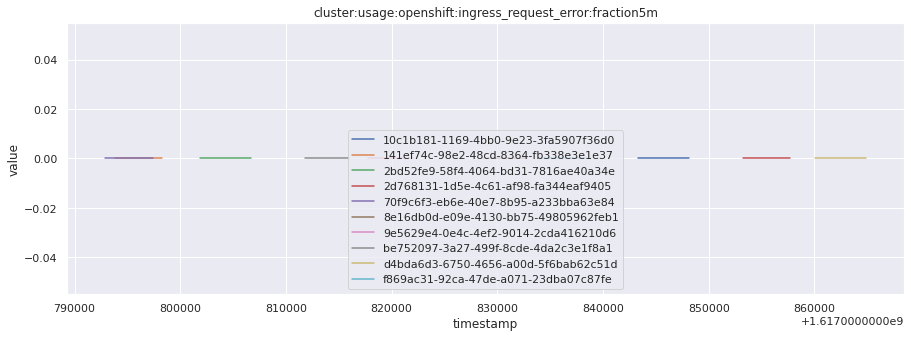 cluster:usage:openshift:ingress_request_error:fraction5m
value
0.04
0.02
0.00
−0.02
−0.04
10c1b181-1169-4bb0-9e23-3fa5907f36d0
141ef74c-98e2-48cd-8364-fb338e3e1e37
2bd52fe9-58f4-4064-bd31-7816ae40a34e
2d768131-1d5e-4c61-af98-fa344eaf9405
70f9c6f3-eb6e-40e7-8b95-a233bba63e84
8e16db0d-e09e-4130-bb75-49805962feb1
9e5629e4-0e4c-4ef2-9014-2cda416210d6
be752097-3a27-499f-8cde-4da2c3e1f8a1
d4bda6d3-6750-4656-a00d-5f6bab62c51d
f869ac31-92ca-47de-a071-23dba07c87fe
790000 800000 810000 820000 830000 840000 850000 860000
+1.6170000000e9
timestamp